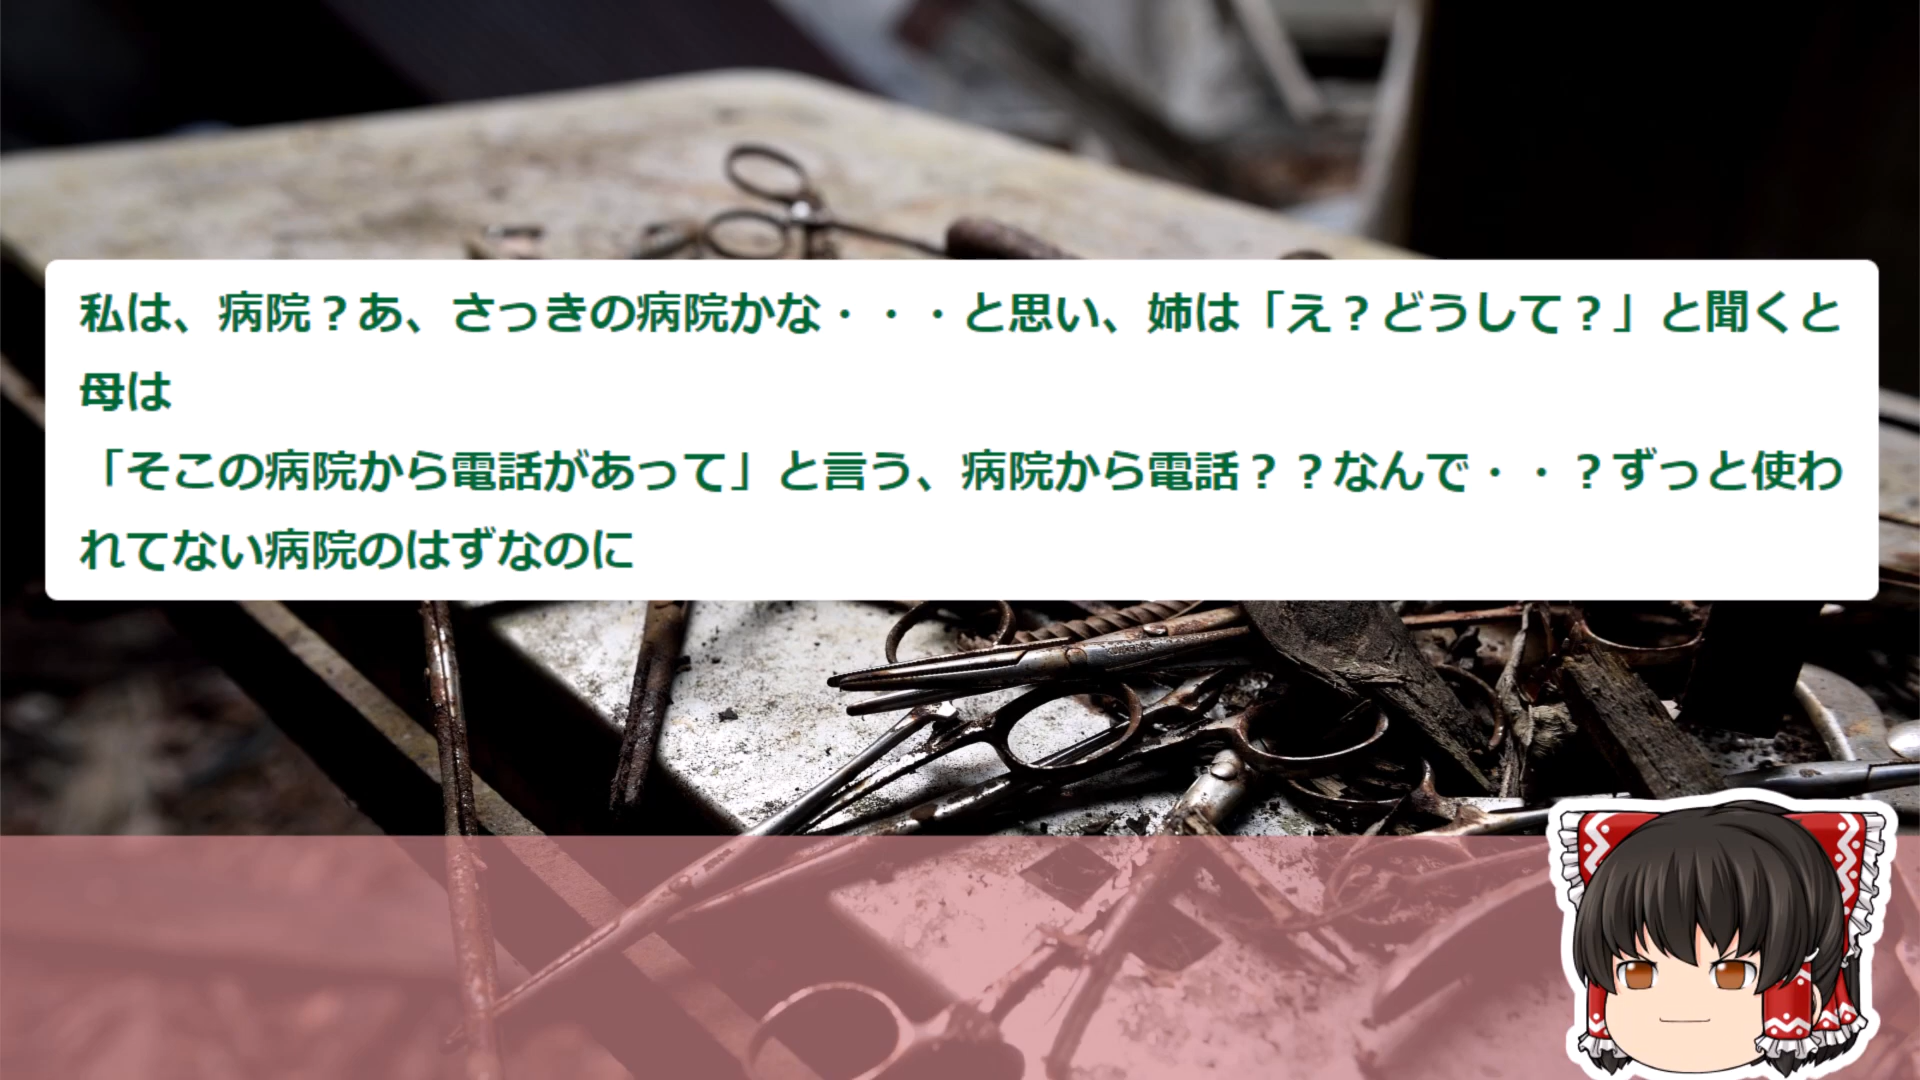 私は、病院？あ、さっきの病院かな・・・と思い、姉は「え？どうして？」と聞くと
母は
「そこの病院から電話があって」と言う、病院から電話？？なんで・・？ずっと使わ
れてない病院のはずなのに